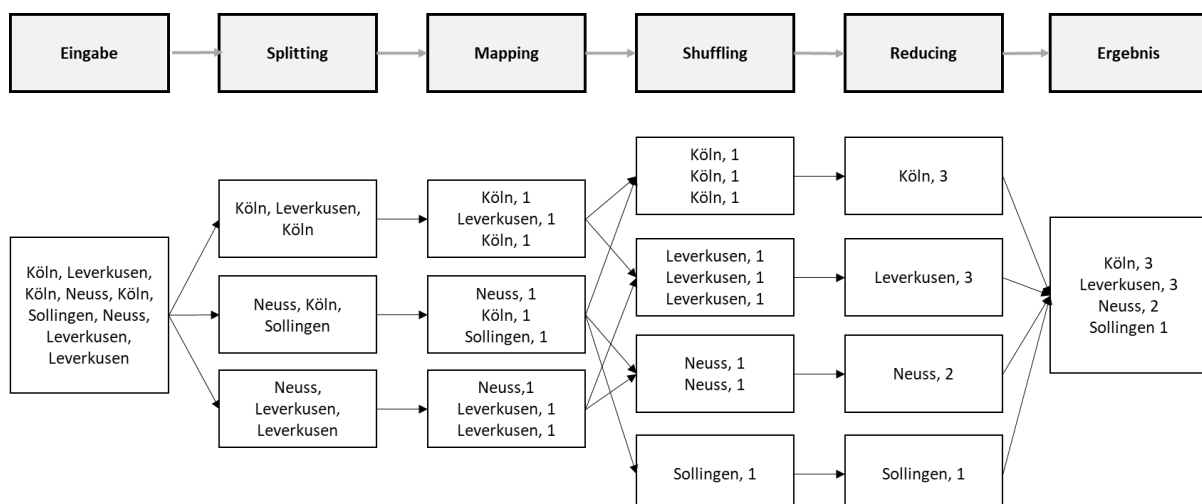 Eingabe
Splitting
Mapping
Shuffling
Reducing
Ergebnis
Köln, Leverkusen,
Köln, Neuss, Köln,
Sollingen, Neuss,
Leverkusen,
Leverkusen
Köln, Leverkusen,
Köln
Neuss, Köln,
Sollingen
Neuss,
Leverkusen,
Leverkusen
Köln, 1
Leverkusen, 1
Köln, 1
Neuss, 1
Köln, 1
Sollingen, 1
Neuss,1
Leverkusen, 1
Leverkusen, 1
Köln, 1
Köln, 1
Köln, 1
Leverkusen, 1
Leverkusen, 1
Leverkusen, 1
Neuss, 1
Neuss, 1
Sollingen, 1
Köln, 3
Leverkusen, 3
Neuss, 2
Sollingen, 1
Köln, 3
Leverkusen, 3
Neuss, 2
Sollingen 1